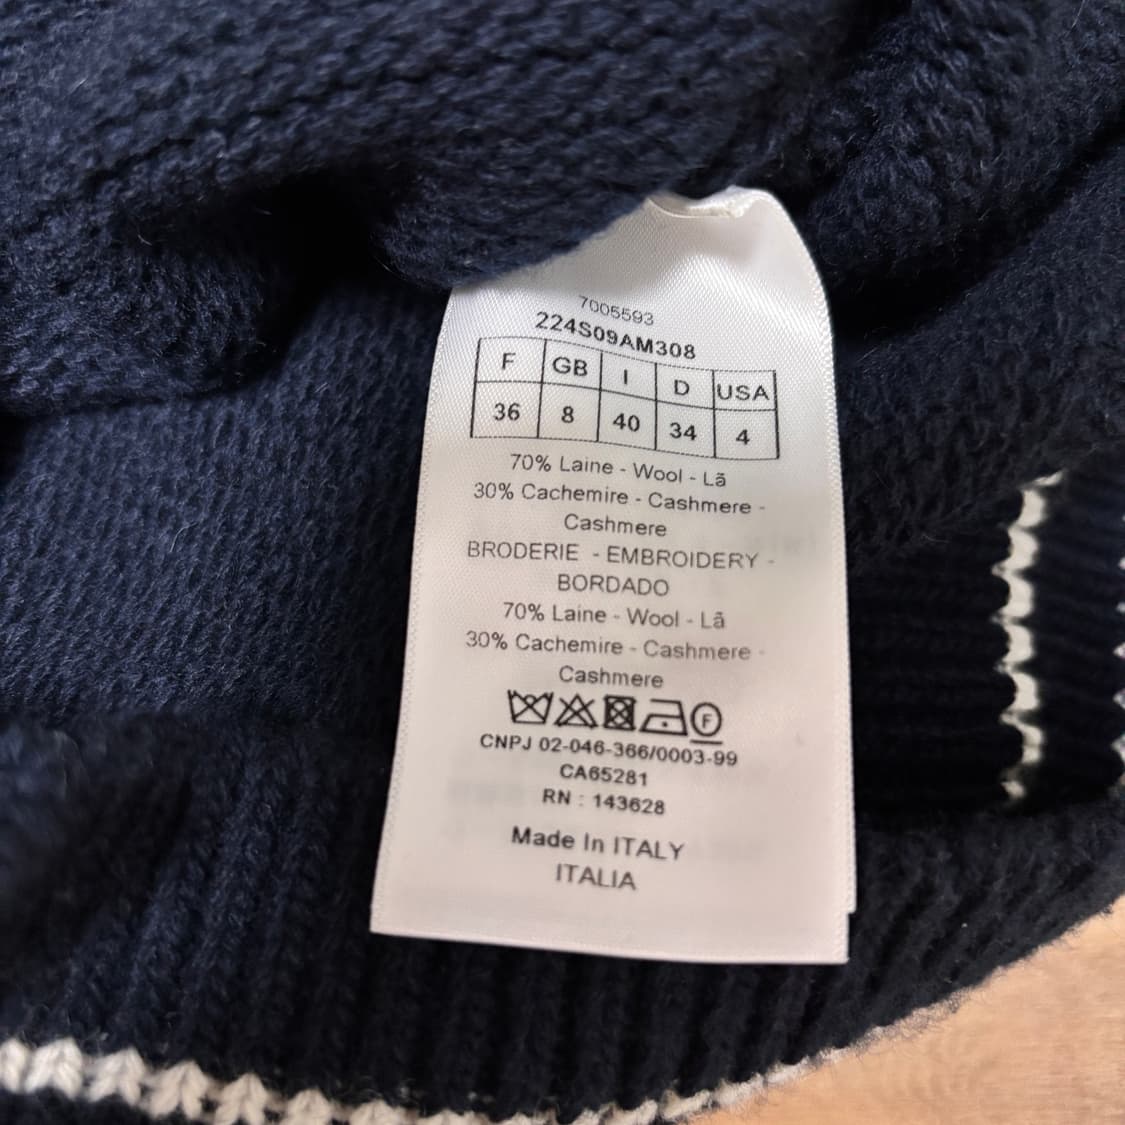 7005593
224S09AM308
F GB I D USA
36 8 40 34 4
70% Laine - Wool - Lã
30% Cachemire - Cashmere -
Cashmere
BRODERIE - EMBROIDERY -
BORDADO
70% Laine - Wool - Lã
30% Cachemire - Cashmere -
Cashmere
F
CNPJ 02-046-366/0003-99
CA65281
RN : 143628
Made In ITALY
ITALIA